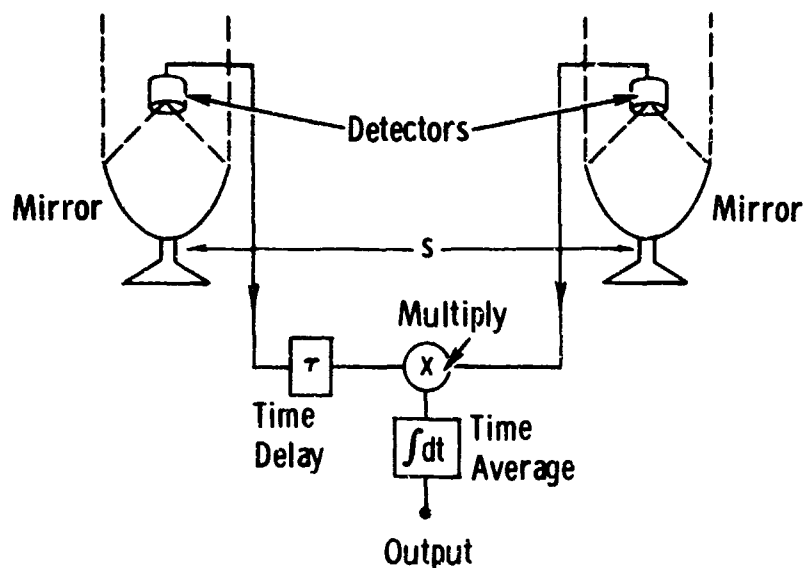 Detectors
Mirror
Mirror
S
Multiply
τ
X
Time
Delay
∫dt
Time
Average
Output